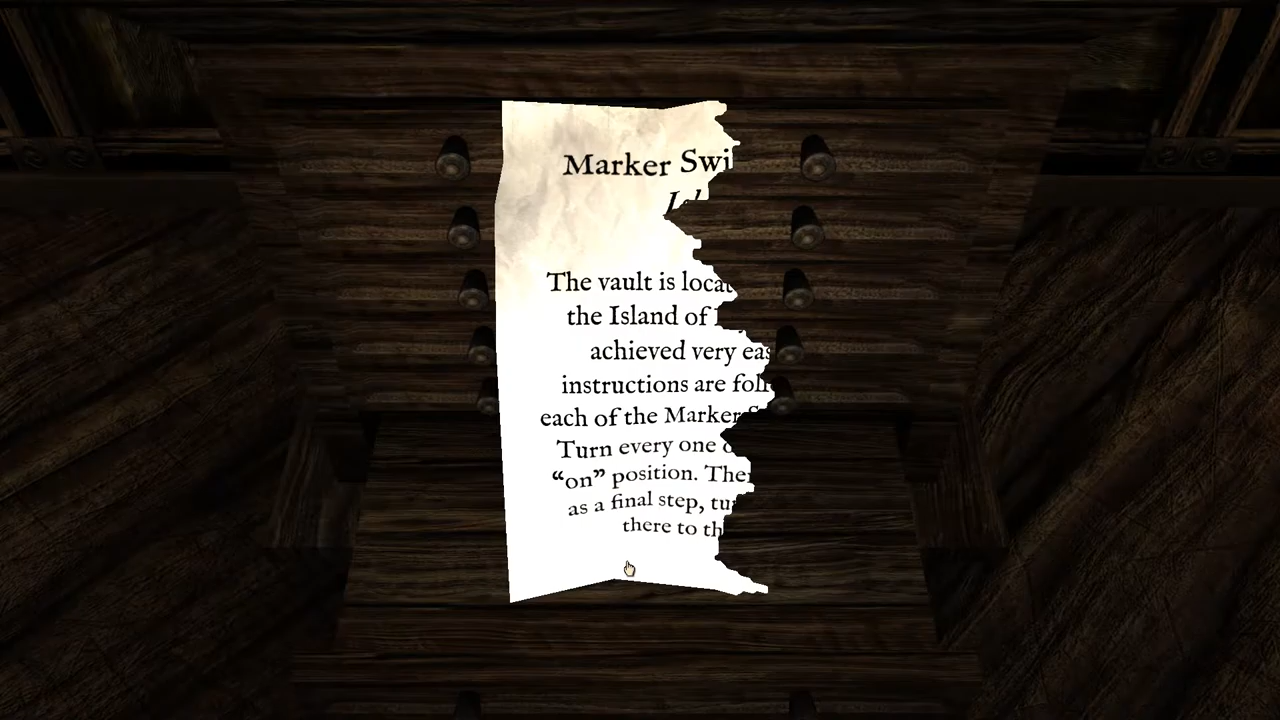 Marker Swi
The vault is locat
the Island of
achieved very eas
instructions are foll
each of the Marker
Turn every one
“on” position. The
as a final step, tu
there to th